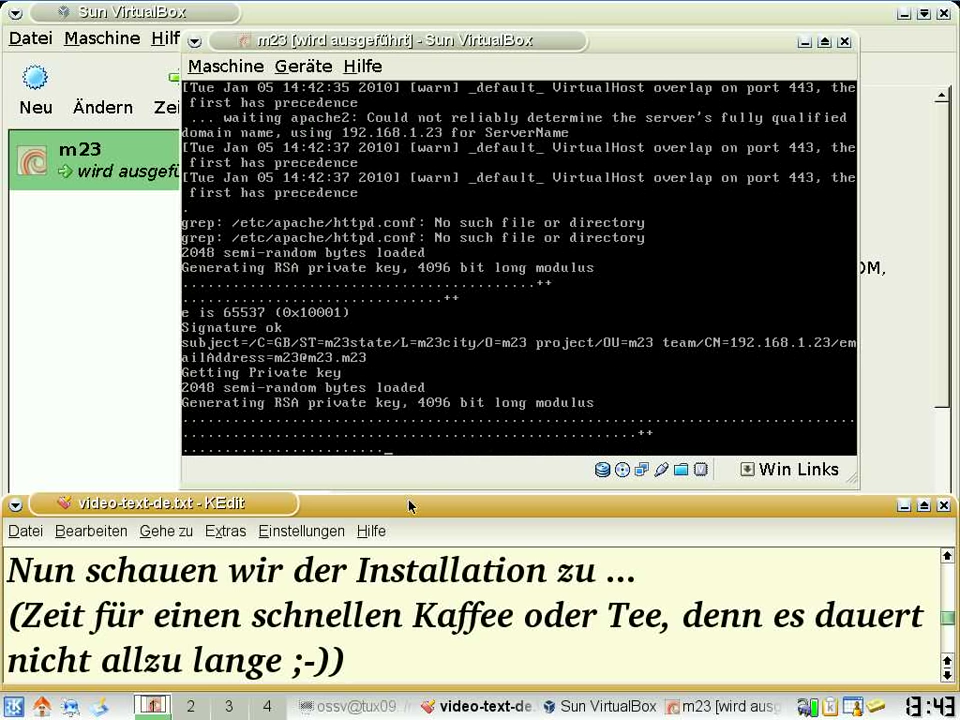 Sun VirtualBox
Datei Maschine Hilf
Neu Ändern Zei
m23
wird ausgefü
m23 [wird ausgeführt] - Sun VirtualBox
Maschine Geräte Hilfe
[Tue Jan 05 14:42:35 2010] [warn] _default_ VirtualHost overlap on port 443, the
first has precedence
... waiting apache2: Could not reliably determine the server's fully qualified
domain name, using 192.168.1.23 for ServerName
[Tue Jan 05 14:42:37 2010] [warn] _default_ VirtualHost overlap on port 443, the
first has precedence
[Tue Jan 05 14:42:37 2010] [warn] _default_ VirtualHost overlap on port 443, the
first has precedence
.
grep: /etc/apache/httpd.conf: No such file or directory
grep: /etc/apache/httpd.conf: No such file or directory
2048 semi-random bytes loaded
Generating RSA private key, 4096 bit long modulus
..........................................++
...............................++
e is 65537 (0x10001)
Signature ok
subject=/C=GB/ST=m23state/L=m23city/O=m23 project/OU=m23 team/CN=192.168.1.23/em
ailAddress=m23@m23.m23
Getting Private key
2048 semi-random bytes loaded
Generating RSA private key, 4096 bit long modulus
................................................................................
......................................................++
........................_
OM,
Win Links
video-text-de.txt - KEdit
Datei Bearbeiten Gehe zu Extras Einstellungen Hilfe
Nun schauen wir der Installation zu ...
(Zeit für einen schnellen Kaffee oder Tee, denn es dauert
nicht allzu lange ;-))
1 2 3 4 ossv@tux09 video-text-de. Sun VirtualBox m23 [wird ausg 13:43